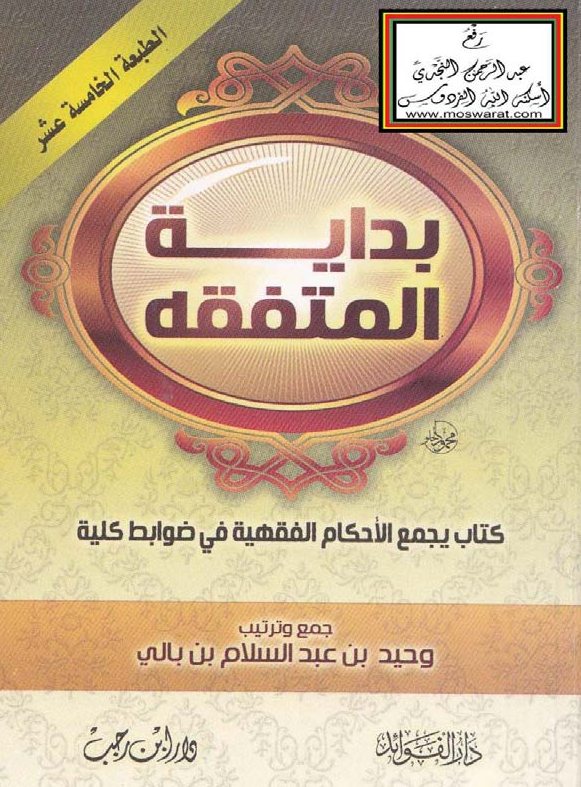 الطبعة الخامسة عشر
رفع
عبد الرحمن النجدي
أسكنه الله الفردوس
www.moswarat.com
بدايـــــة
المتفقه
كتاب يجمع الأحكام الفقهية في ضوابط كلية
جمع وترتيب
وحيد بن عبد السلام بن بالي
دار الفوائد
دار ابن رجب